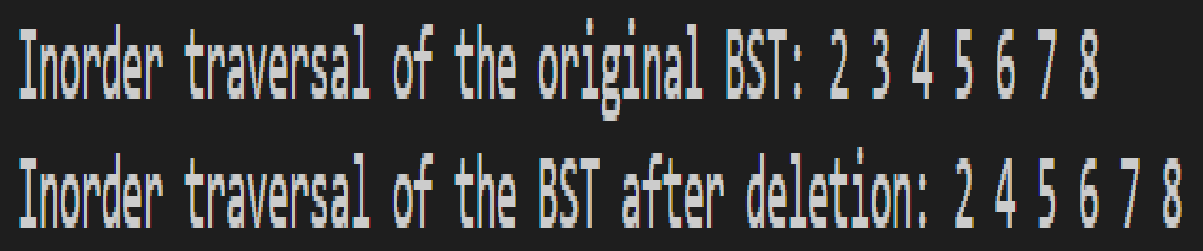 Inorder traversal of the original BST: 2 3 4 5 6 7 8
Inorder traversal of the BST after deletion: 2 4 5 6 7 8